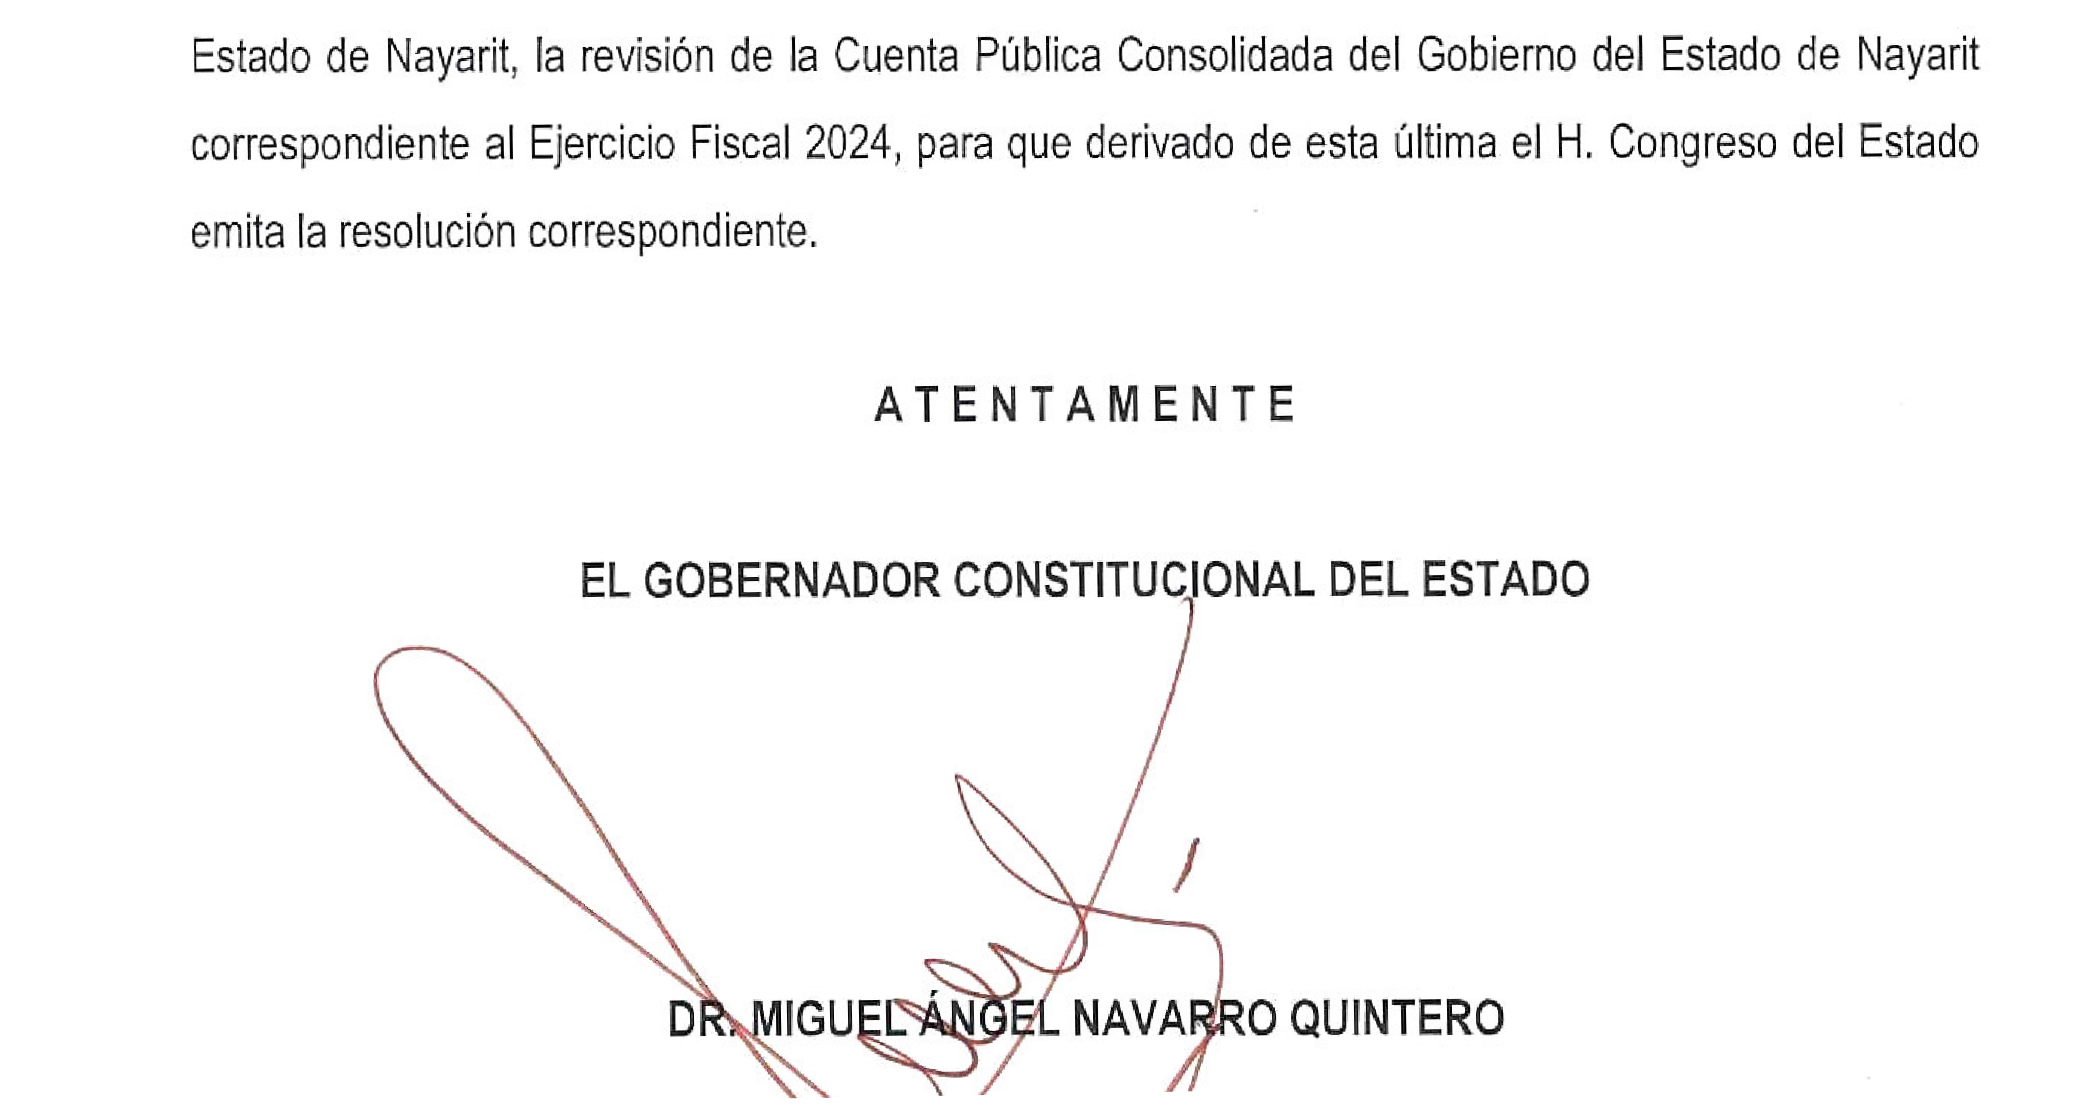 Estado de Nayarit, la revisión de la Cuenta Pública Consolidada del Gobierno del Estado de Nayarit
correspondiente al Ejercicio Fiscal 2024, para que derivado de esta última el H. Congreso del Estado
emita la resolución correspondiente.
A T E N T A M E N T E
EL GOBERNADOR CONSTITUCIONAL DEL ESTADO
DR. MIGUEL ÁNGEL NAVARRO QUINTERO